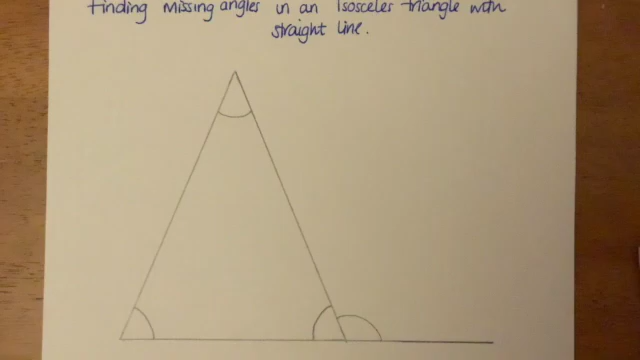 Finding missing angles in an Isosceles triangle with
straight line.